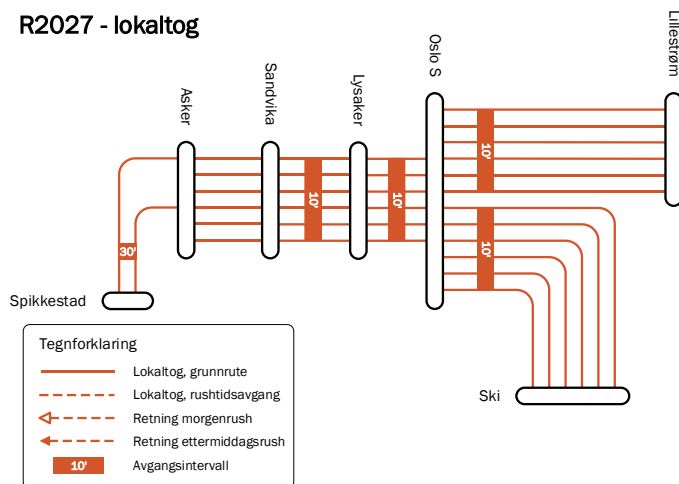 R2027 - lokaltog
Asker
Sandvika
Lysaker
Oslo S
Lillestrøm
10'
10'
10'
10'
30'
Spikkestad
Ski
Tegnforklaring
Lokaltog, grunnrute
Lokaltog, rushtidsavgang
Retning morgenrush
Retning ettermiddagsrush
10' Avgangsintervall